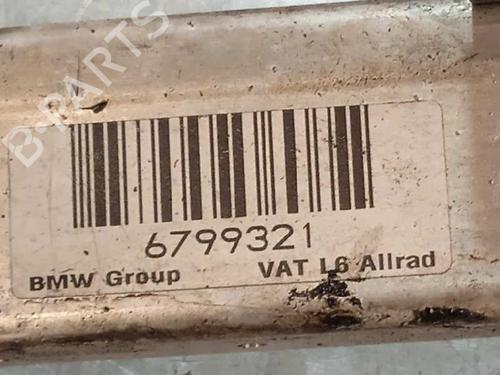 B-PARTS
6799321
BMW Group VAT L6 Allrad